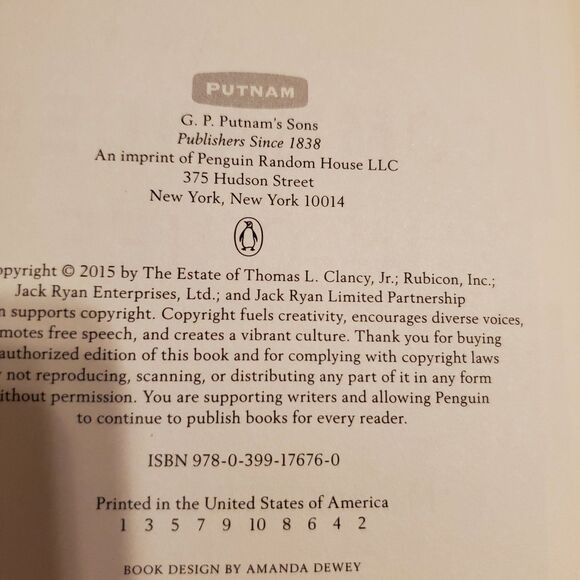 PUTNAM
G. P. Putnam's Sons
Publishers Since 1838
An imprint of Penguin Random House LLC
375 Hudson Street
New York, New York 10014
opyright © 2015 by The Estate of Thomas L. Clancy, Jr.; Rubicon, Inc.;
Jack Ryan Enterprises, Ltd.; and Jack Ryan Limited Partnership
n supports copyright. Copyright fuels creativity, encourages diverse voices,
motes free speech, and creates a vibrant culture. Thank you for buying
authorized edition of this book and for complying with copyright laws
not reproducing, scanning, or distributing any part of it in any form
ithout permission. You are supporting writers and allowing Penguin
to continue to publish books for every reader.
ISBN 978-0-399-17676-0
Printed in the United States of America
1 3 5 7 9 10 8 6 4 2
BOOK DESIGN BY AMANDA DEWEY